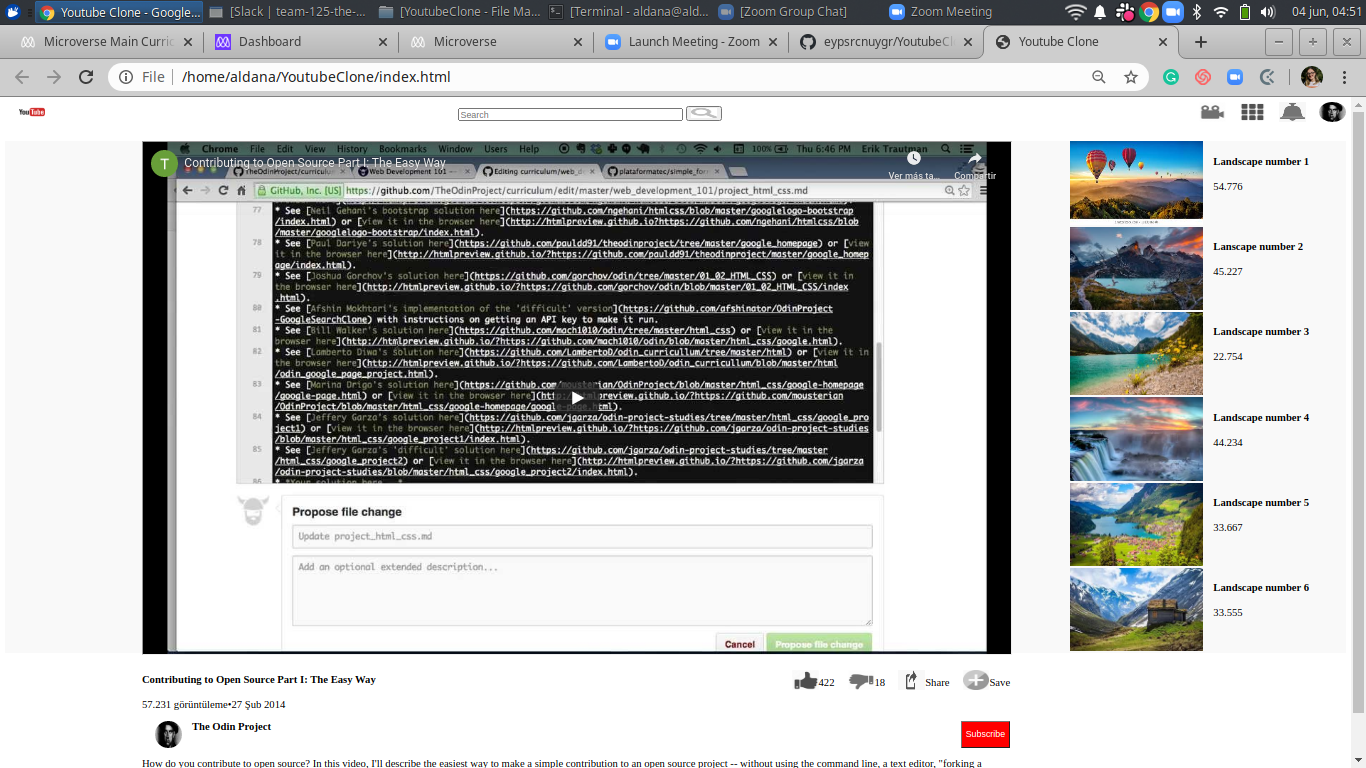 Youtube Clone - Google...
[Slack | team-125-the-...
[YoutubeClone - File Ma...
[Terminal - aldana@ald...
[Zoom Group Chat]
Zoom Meeting
04 jun, 04:51
Microverse Main Curric
Dashboard
Microverse
Launch Meeting - Zoom
eypsrcnuygr/YoutubeCl
Youtube Clone
File
/home/aldana/YoutubeClone/index.html
YouTube
Search
Chrome File Edit View History Bookmarks Window Users Help
100%
Thu 5:46 PM Erik Trautman
T
Contributing to Open Source Part I: The Easy Way
Ver más ta...
Compartir
TheOdinProject/curriculum
Web Development 101
Editing curriculum/web_de
plataformatec/simple_form
GitHub, Inc. [US]
https://github.com/TheOdinProject/curriculum/edit/master/web_development_101/project_html_css.md
77 * See [Neil Gehani's bootstrap solution here](https://github.com/ngehani/htmlcss/blob/master/googlelogo-bootstrap
/index.html) or [view it in the browser here](http://htmlpreview.github.io?https://github.com/ngehani/htmlcss/blob
/master/googlelogo-bootstrap/index.html).
78 * See [Paul Dariye's solution here](https://github.com/pauldd91/theodinproject/tree/master/google_homepage) or [view
it in the browser here](http://htmlpreview.github.io/?https://github.com/pauldd91/theodinproject/master/google_homep
age/index.html).
79 * See [Joshua Gorchov's solution here](https://github.com/gorchov/odin/tree/master/01_02_HTML_CSS) or [view it in
the browser here](http://htmlpreview.github.io/?https://github.com/gorchov/odin/blob/master/01_02_HTML_CSS/index
.html).
80 * See [Afshin Mokhtari's implementation of the 'difficult' version](https://github.com/afshinator/OdinProject
-GoogleSearchClone) with instructions on getting an API key to make it run.
81 * See [Bill Walker's solution here](https://github.com/mach1010/odin/tree/master/html_css) or [view it in the
browser here](http://htmlpreview.github.io/?https://github.com/mach1010/odin/blob/master/html_css/google.html).
82 * See [Lamberto Diwa's solution here](https://github.com/LambertoD/odin_curricullum/tree/master/html) or [view it in
the browser here](http://htmlpreview.github.io/?https://github.com/LambertoD/odin_curricullum/blob/master/html
/odin_google_page_project.html).
83 * See [Marina Drigo's solution here](https://github.com/mousterian/OdinProject/blob/master/html_css/google-homepage
/google-page.html) or [view it in the browser here](http://htmlpreview.github.io/?https://github.com/mousterian
/OdinProject/blob/master/html_css/google-homepage/google-page.html).
84 * See [Jeffery Garza's solution](https://github.com/jgarza/odin-project-studies/tree/master/html_css/google_pro
ject1) or [view it in the browser here](http://htmlpreview.github.io/?https://github.com/jgarza/odin-project-studies
/blob/master/html_css/google_project1/index.html).
85 * See [Jeffery Garza's 'difficult' solution here](https://github.com/jgarza/odin-project-studies/tree/master
/html_css/google_project2) or [view it in the browser here](http://htmlpreview.github.io/?https://github.com/jgarza
/odin-project-studies/blob/master/html_css/google_project2/index.html).
86 * *Your solution here...*
Propose file change
Update project_html_css.md
Add an optional extended description...
Cancel
Propose file change
Landscape number 1
54.776
Lanscape number 2
45.227
Landscape number 3
22.754
Landscape number 4
44.234
Landscape number 5
33.667
Landscape number 6
33.555
Contributing to Open Source Part I: The Easy Way
422
18
Share
Save
57.231 görüntüleme•27 Şub 2014
The Odin Project
Subscribe
How do you contribute to open source? In this video, I'll describe the easiest way to make a simple contribution to an open source project -- without using the command line, a text editor, "forking a